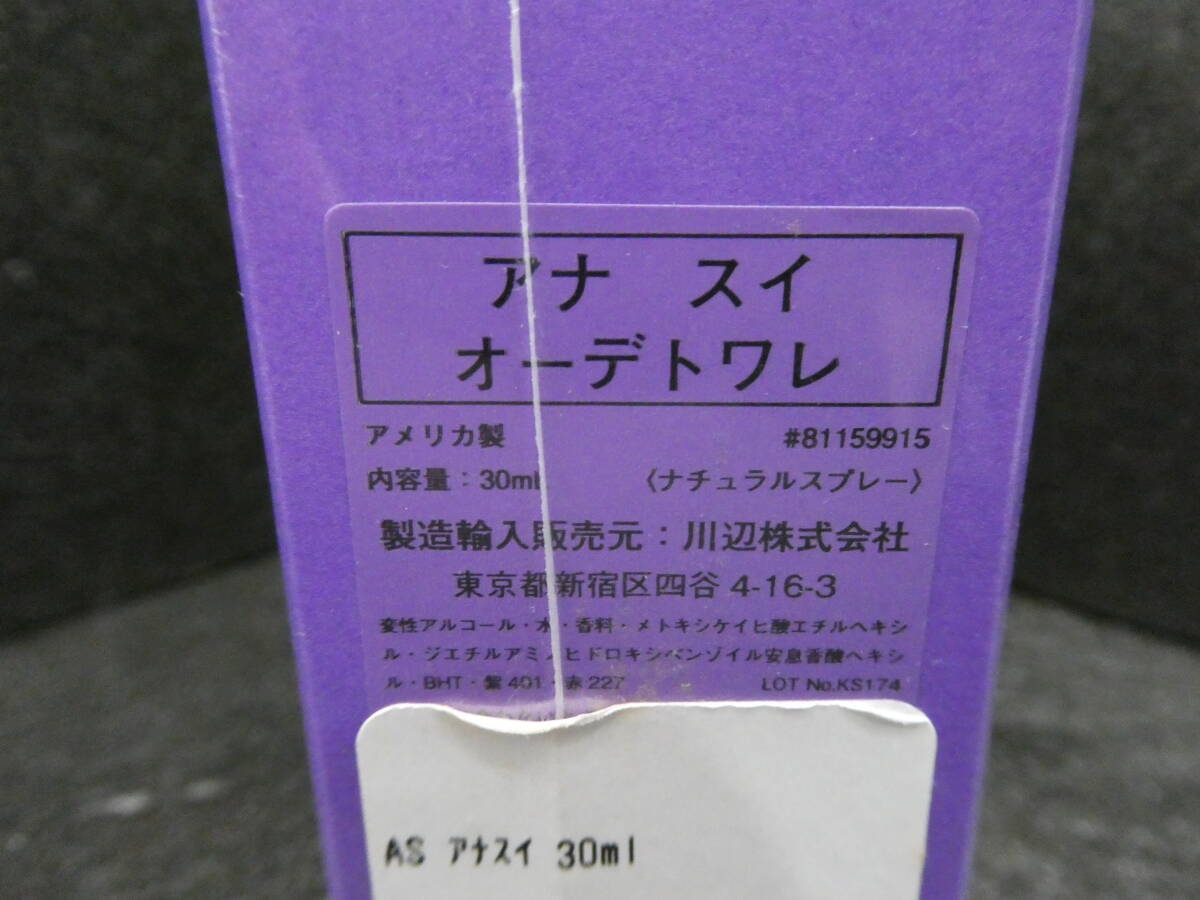 アナ スイ
オーデトワレ
アメリカ製 #81159915
内容量：30ml 〈ナチュラルスプレー〉
製造輸入販売元：川辺株式会社
東京都新宿区四谷 4-16-3
変性アルコール・水・香料・メトキシケイヒ酸エチルヘキシ
ル・ジエチルアミノヒドロキシベンゾイル安息香酸ヘキシ
ル・BHT・紫401・赤227 LOT No.KS174
AS アナスイ 30ml